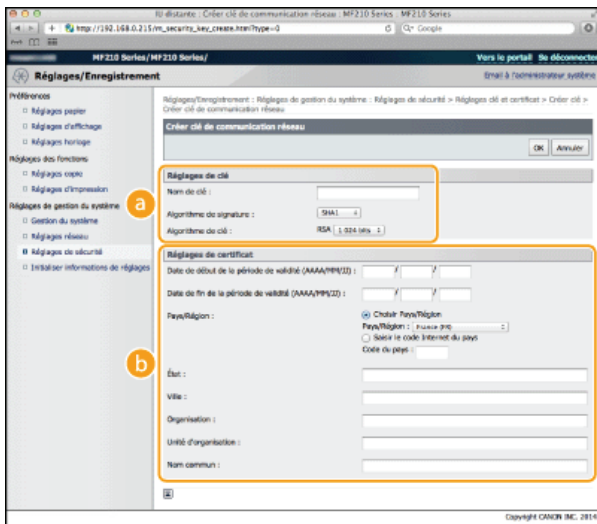 IU distante : Créer clé de communication réseau : MF210 Series : MF210 Series
http://192.168.0.215/m_security_key_create.html?type=0
Google
MF210 Series/MF210 Series/
Vers le portail Se déconnecter
Réglages/Enregistrement
Email à l'administrateur système
Préférences
Réglages papier
Réglages d'affichage
Réglages horloge
Réglages des fonctions
Réglages copie
Réglages d'impression
Réglages de gestion du système
Gestion du système
Réglages réseau
Réglages de sécurité
Initialiser informations de réglages
Réglages/Enregistrement : Réglages de gestion du système : Réglages de sécurité > Réglages clé et certificat > Créer clé >
Créer clé de communication réseau
Créer clé de communication réseau
OK Annuler
a
Réglages de clé
Nom de clé :
Algorithme de signature : SHA1
Algorithme de clé : RSA 1 024 bits
b
Réglages de certificat
Date de début de la période de validité (AAAA/MM/JJ) : / /
Date de fin de la période de validité (AAAA/MM/JJ) : / /
Pays/Région : Choisir Pays/Région
Pays/Région : France (FR)
Saisir le code Internet du pays
Code du pays :
État :
Ville :
Organisation :
Unité d'organisation :
Nom commun :
Copyright CANON INC. 2014